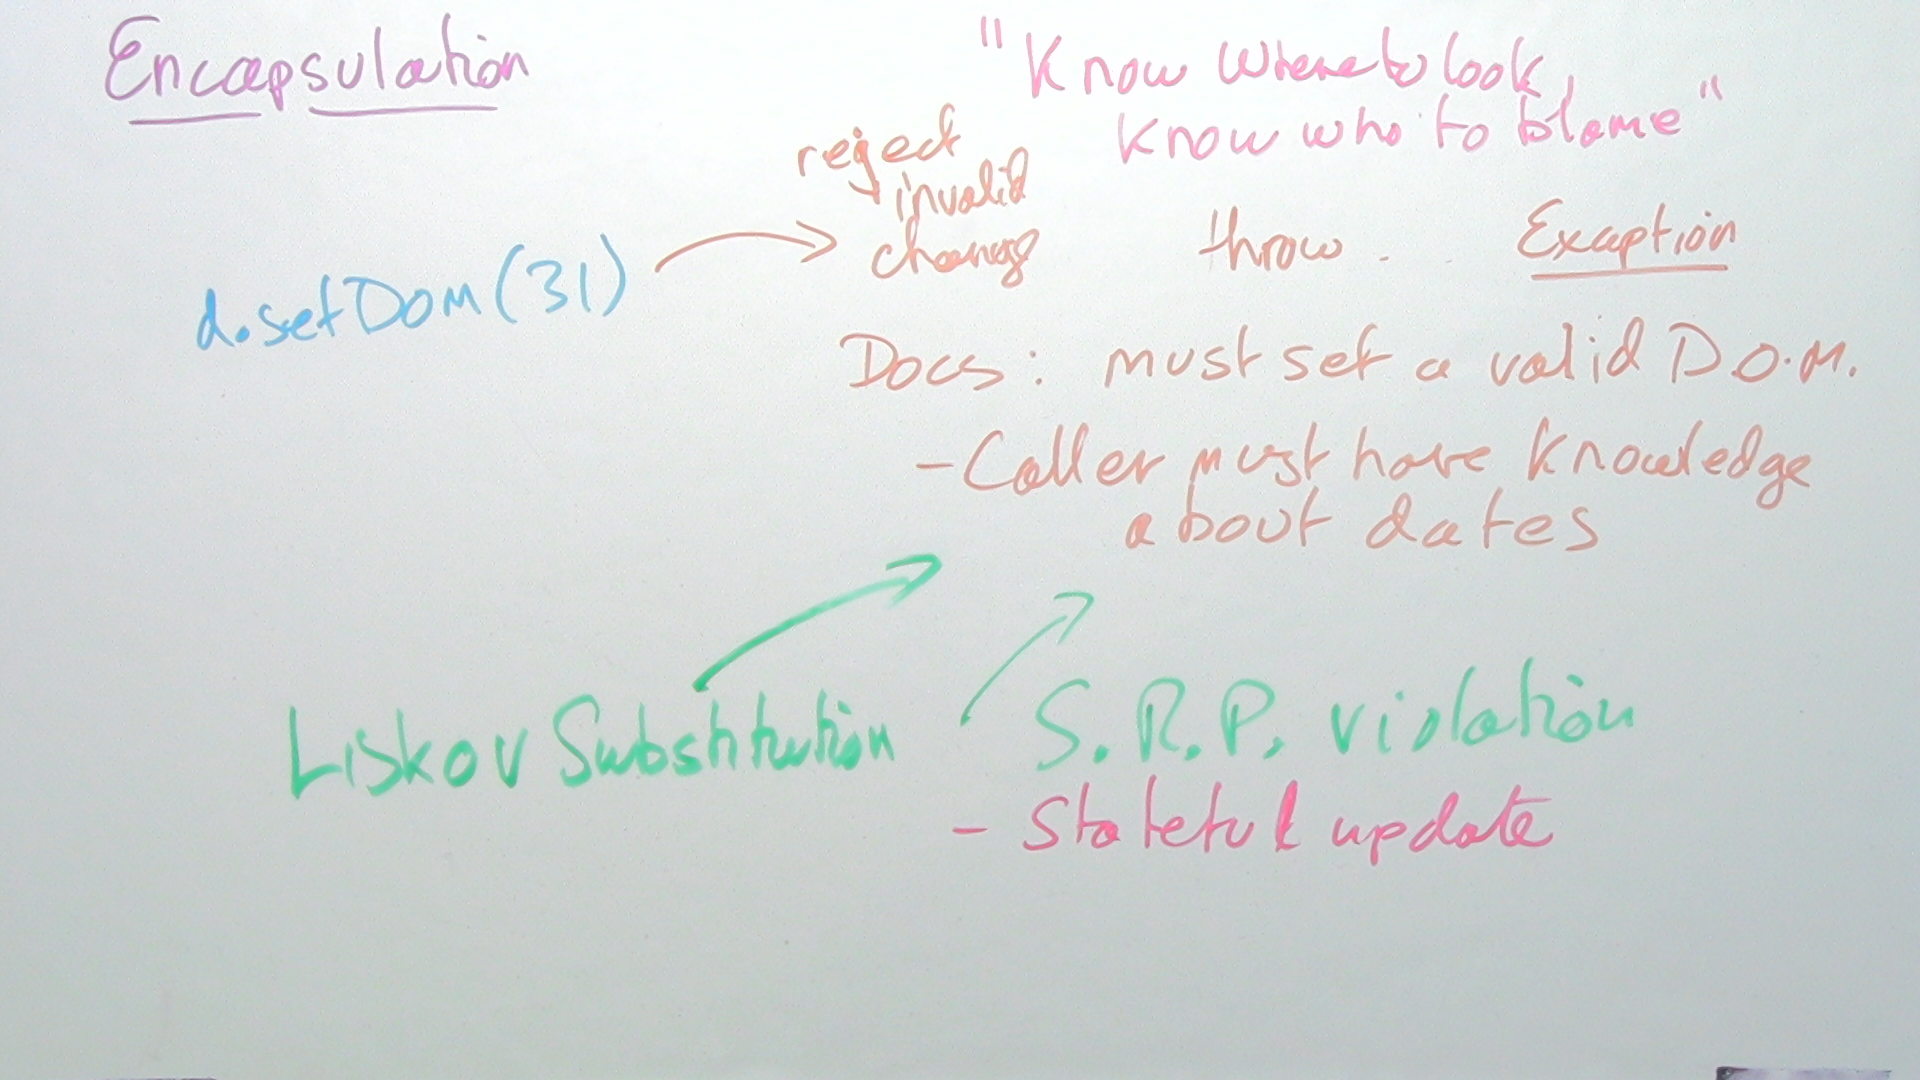 Encapsulation
"Know where to look,
know who to blame"
reject
invalid
change
d.setDOM(31)
throw . . Exception
Docs: must set a valid D.O.M.
- Caller must have knowledge
about dates
Liskov Substitution
S.R.P. violation
- Stateful update